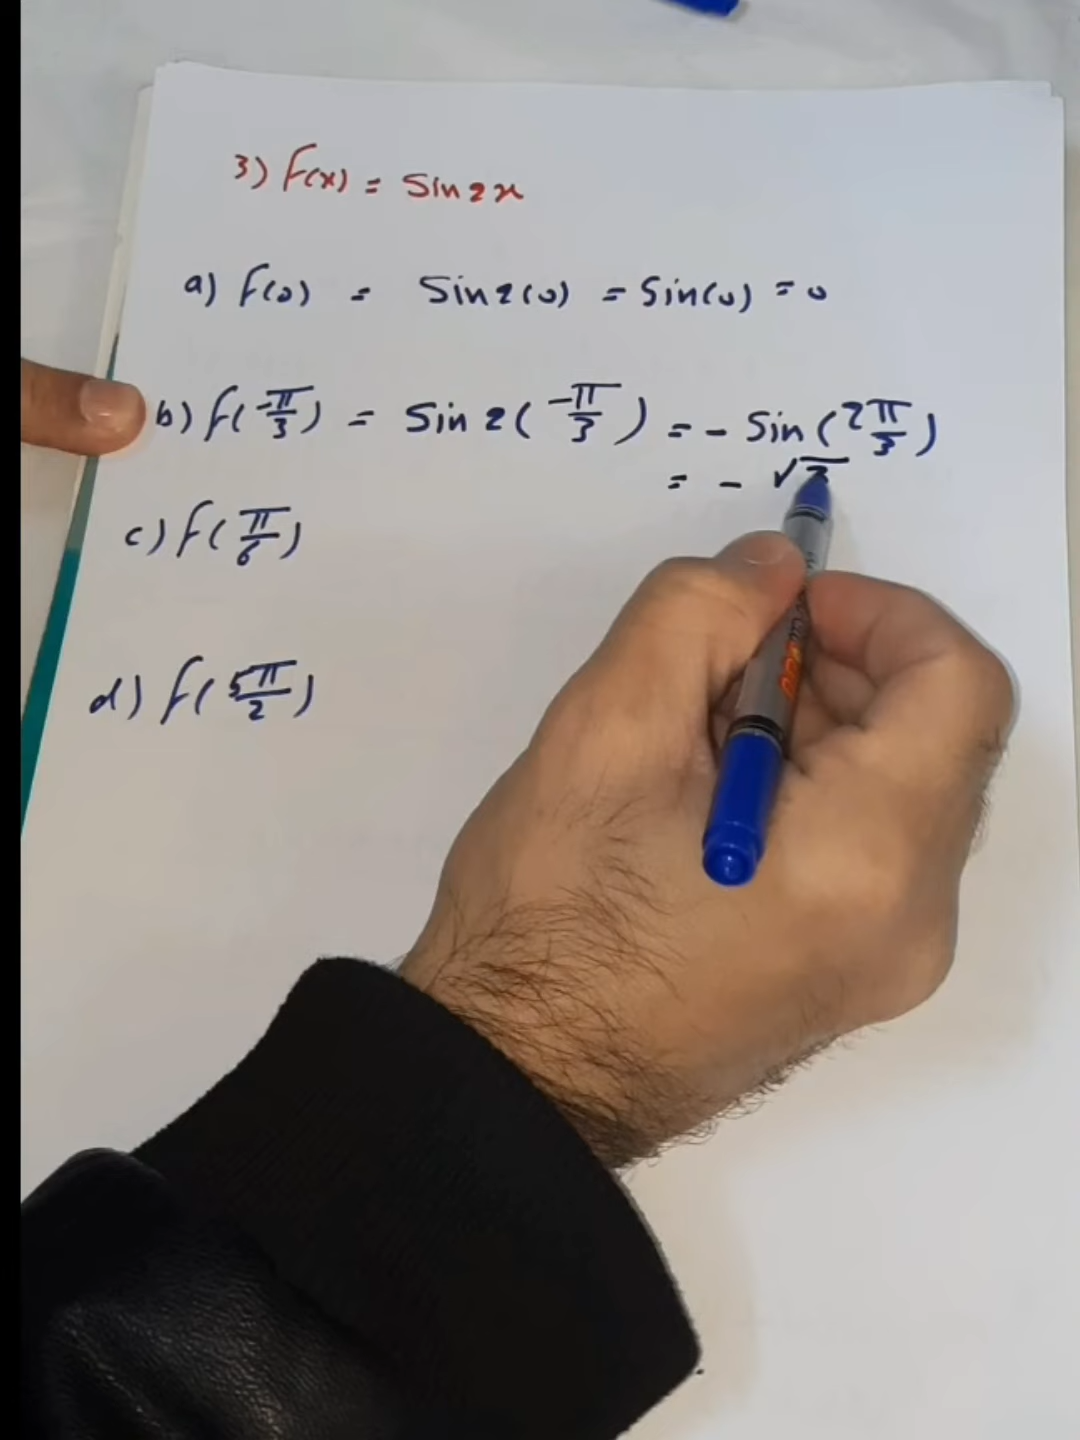 3) f(x) = Sin2x
a) f(0) = Sin2(0) = Sin(0) = 0
b) f(-π/3) = Sin2(-π/3) = - Sin(2π/3)
= - √3
c) f(π/6)
d) f(5π/2)